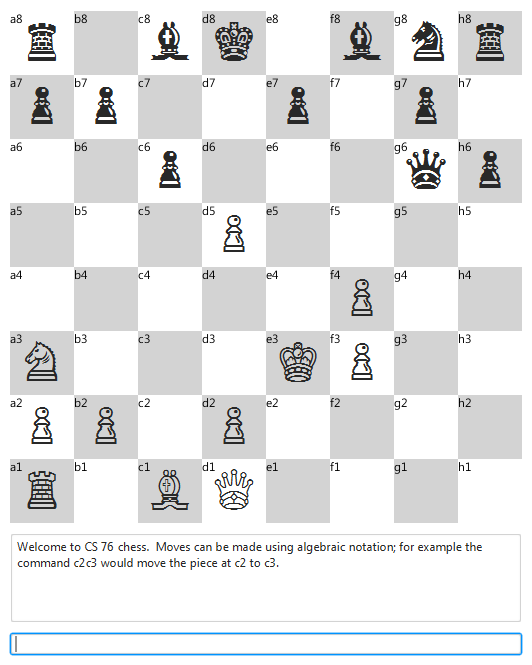 a8 b8 c8 d8 e8 f8 g8 h8
a7 b7 c7 d7 e7 f7 g7 h7
a6 b6 c6 d6 e6 f6 g6 h6
a5 b5 c5 d5 e5 f5 g5 h5
a4 b4 c4 d4 e4 f4 g4 h4
a3 b3 c3 d3 e3 f3 g3 h3
a2 b2 c2 d2 e2 f2 g2 h2
a1 b1 c1 d1 e1 f1 g1 h1
Welcome to CS 76 chess.  Moves can be made using algebraic notation; for example the
command c2c3 would move the piece at c2 to c3.